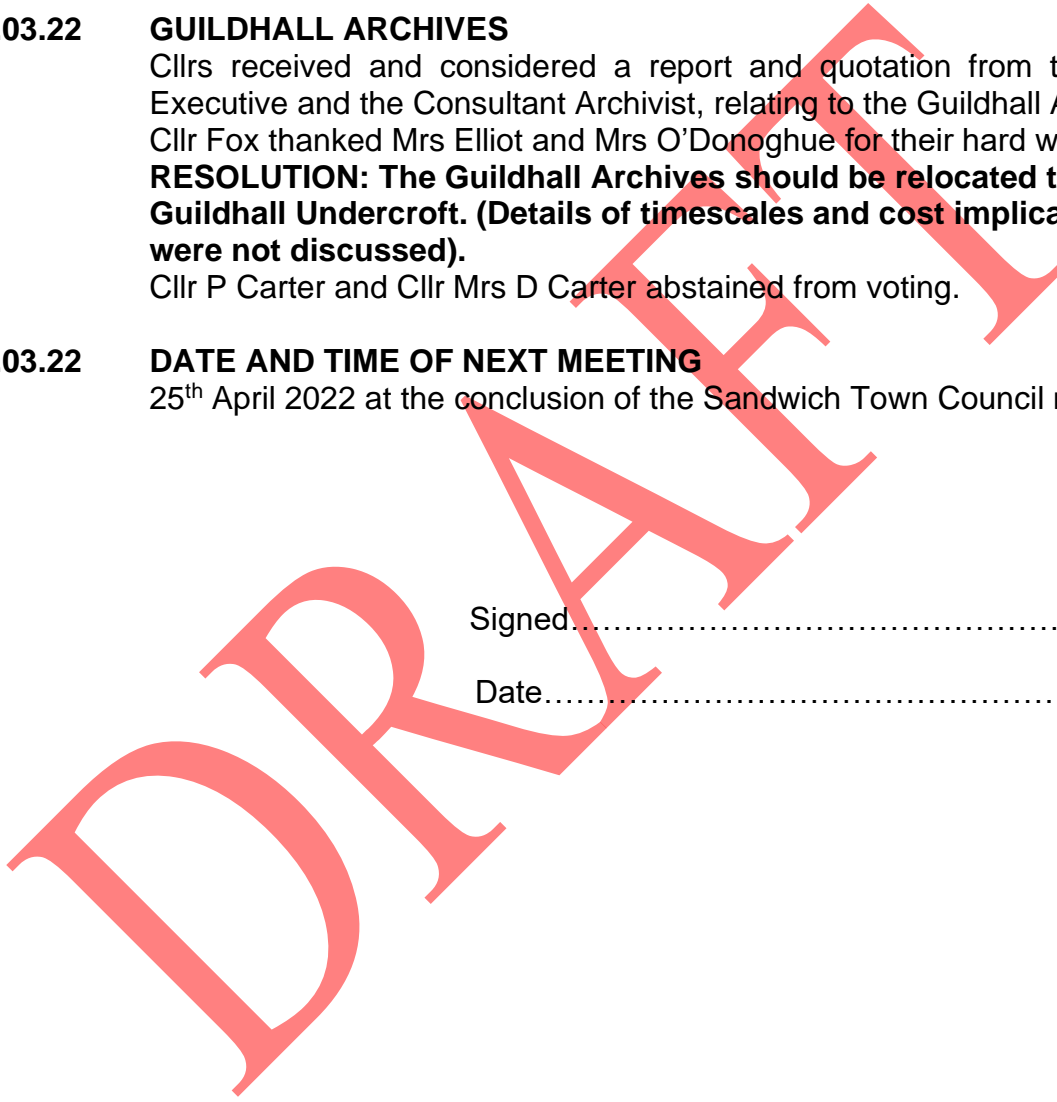 03.22 GUILDHALL ARCHIVES
Cllrs received and considered a report and quotation from
Executive and the Consultant Archivist, relating to the Guildhall
Cllr Fox thanked Mrs Elliot and Mrs O’Donoghue for their hard
RESOLUTION: The Guildhall Archives should be relocated
Guildhall Undercroft. (Details of timescales and cost
were not discussed).
Cllr P Carter and Cllr Mrs D Carter abstained from voting.
03.22 DATE AND TIME OF NEXT MEETING
25th April 2022 at the conclusion of the Sandwich Town Council
Signed……………………………………………
Date……………………………………………
DRAFT